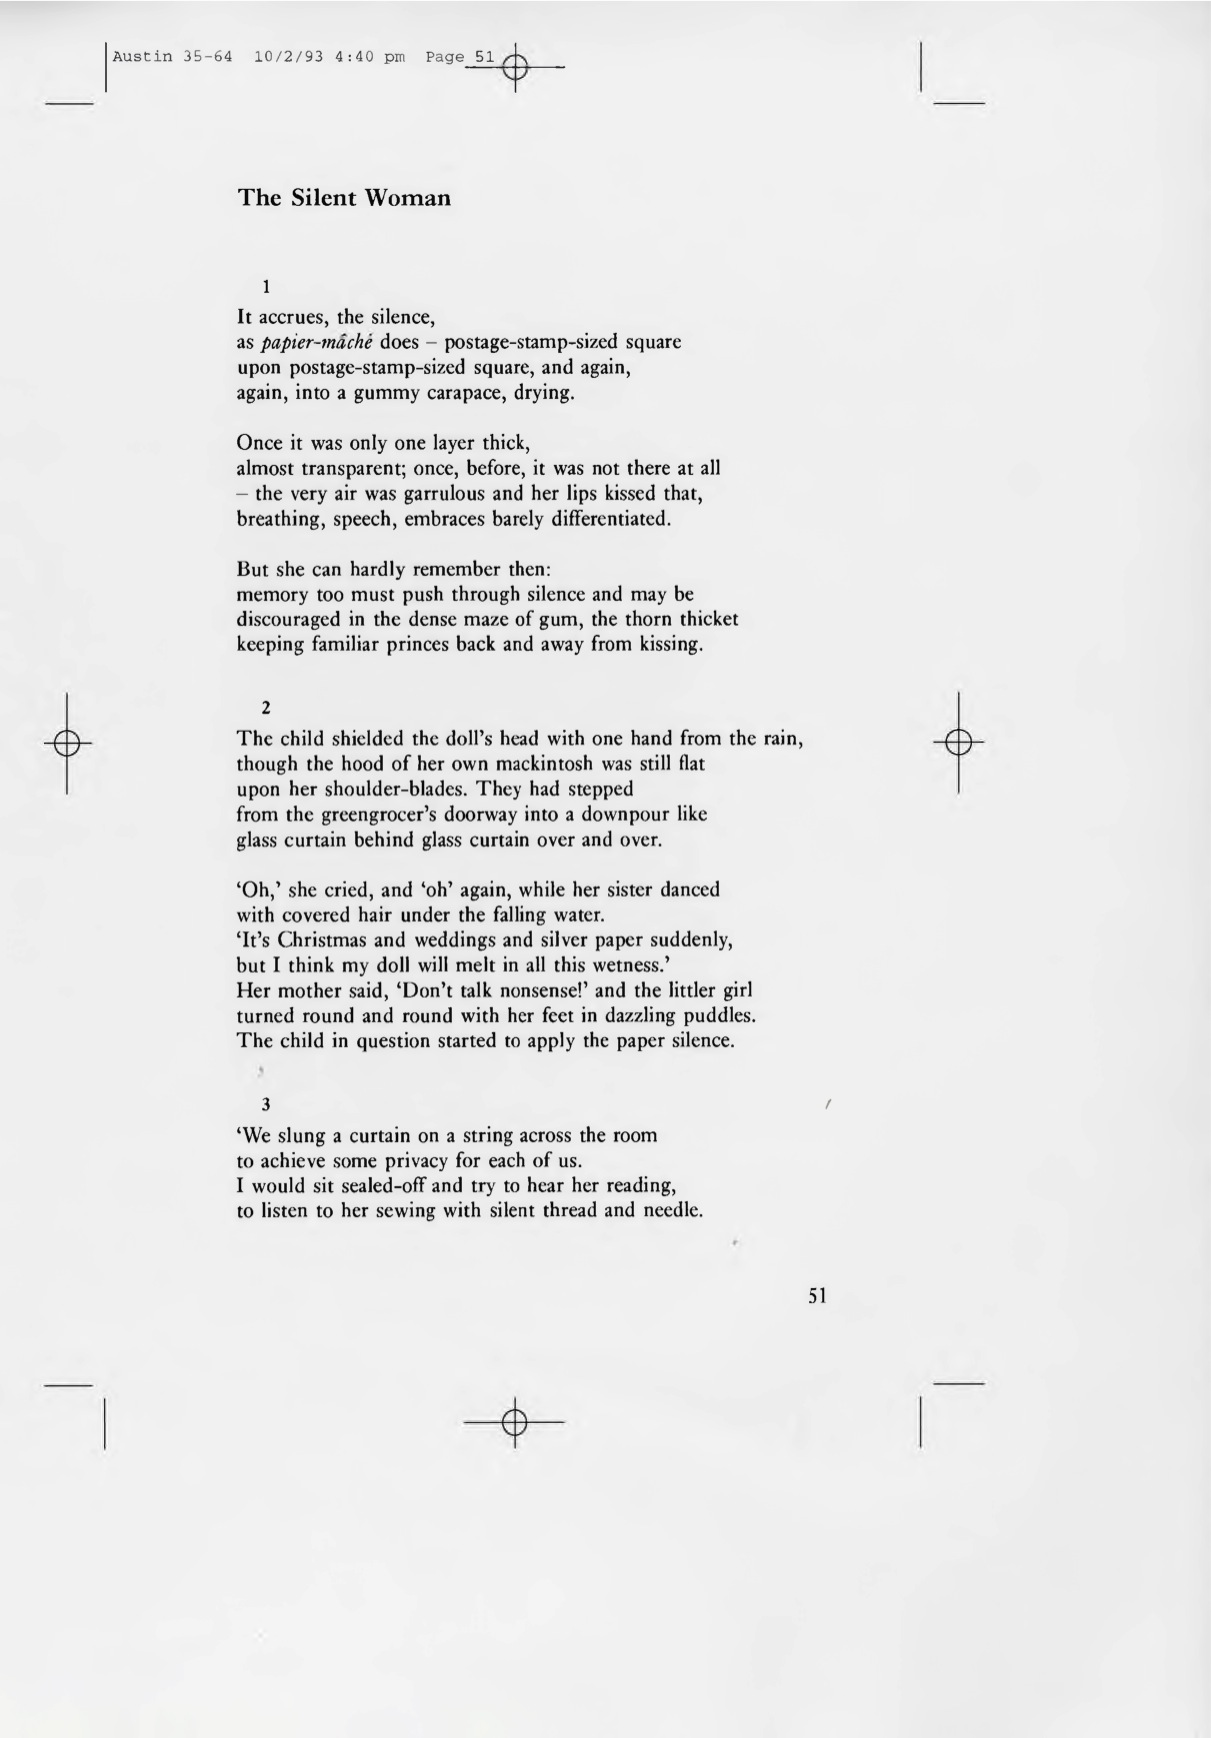 Austin 35-64 10/2/93 4:40 pm Page 51
The Silent Woman
1
It accrues, the silence,
as papier-mâché does – postage-stamp-sized square
upon postage-stamp-sized square, and again,
again, into a gummy carapace, drying.
Once it was only one layer thick,
almost transparent; once, before, it was not there at all
– the very air was garrulous and her lips kissed that,
breathing, speech, embraces barely differentiated.
But she can hardly remember then:
memory too must push through silence and may be
discouraged in the dense maze of gum, the thorn thicket
keeping familiar princes back and away from kissing.
2
The child shielded the doll’s head with one hand from the rain,
though the hood of her own mackintosh was still flat
upon her shoulder-blades. They had stepped
from the greengrocer’s doorway into a downpour like
glass curtain behind glass curtain over and over.
‘Oh,’ she cried, and ‘oh’ again, while her sister danced
with covered hair under the falling water.
‘It’s Christmas and weddings and silver paper suddenly,
but I think my doll will melt in all this wetness.’
Her mother said, ‘Don’t talk nonsense!’ and the littler girl
turned round and round with her feet in dazzling puddles.
The child in question started to apply the paper silence.
3
‘We slung a curtain on a string across the room
to achieve some privacy for each of us.
I would sit sealed-off and try to hear her reading,
to listen to her sewing with silent thread and needle.
51